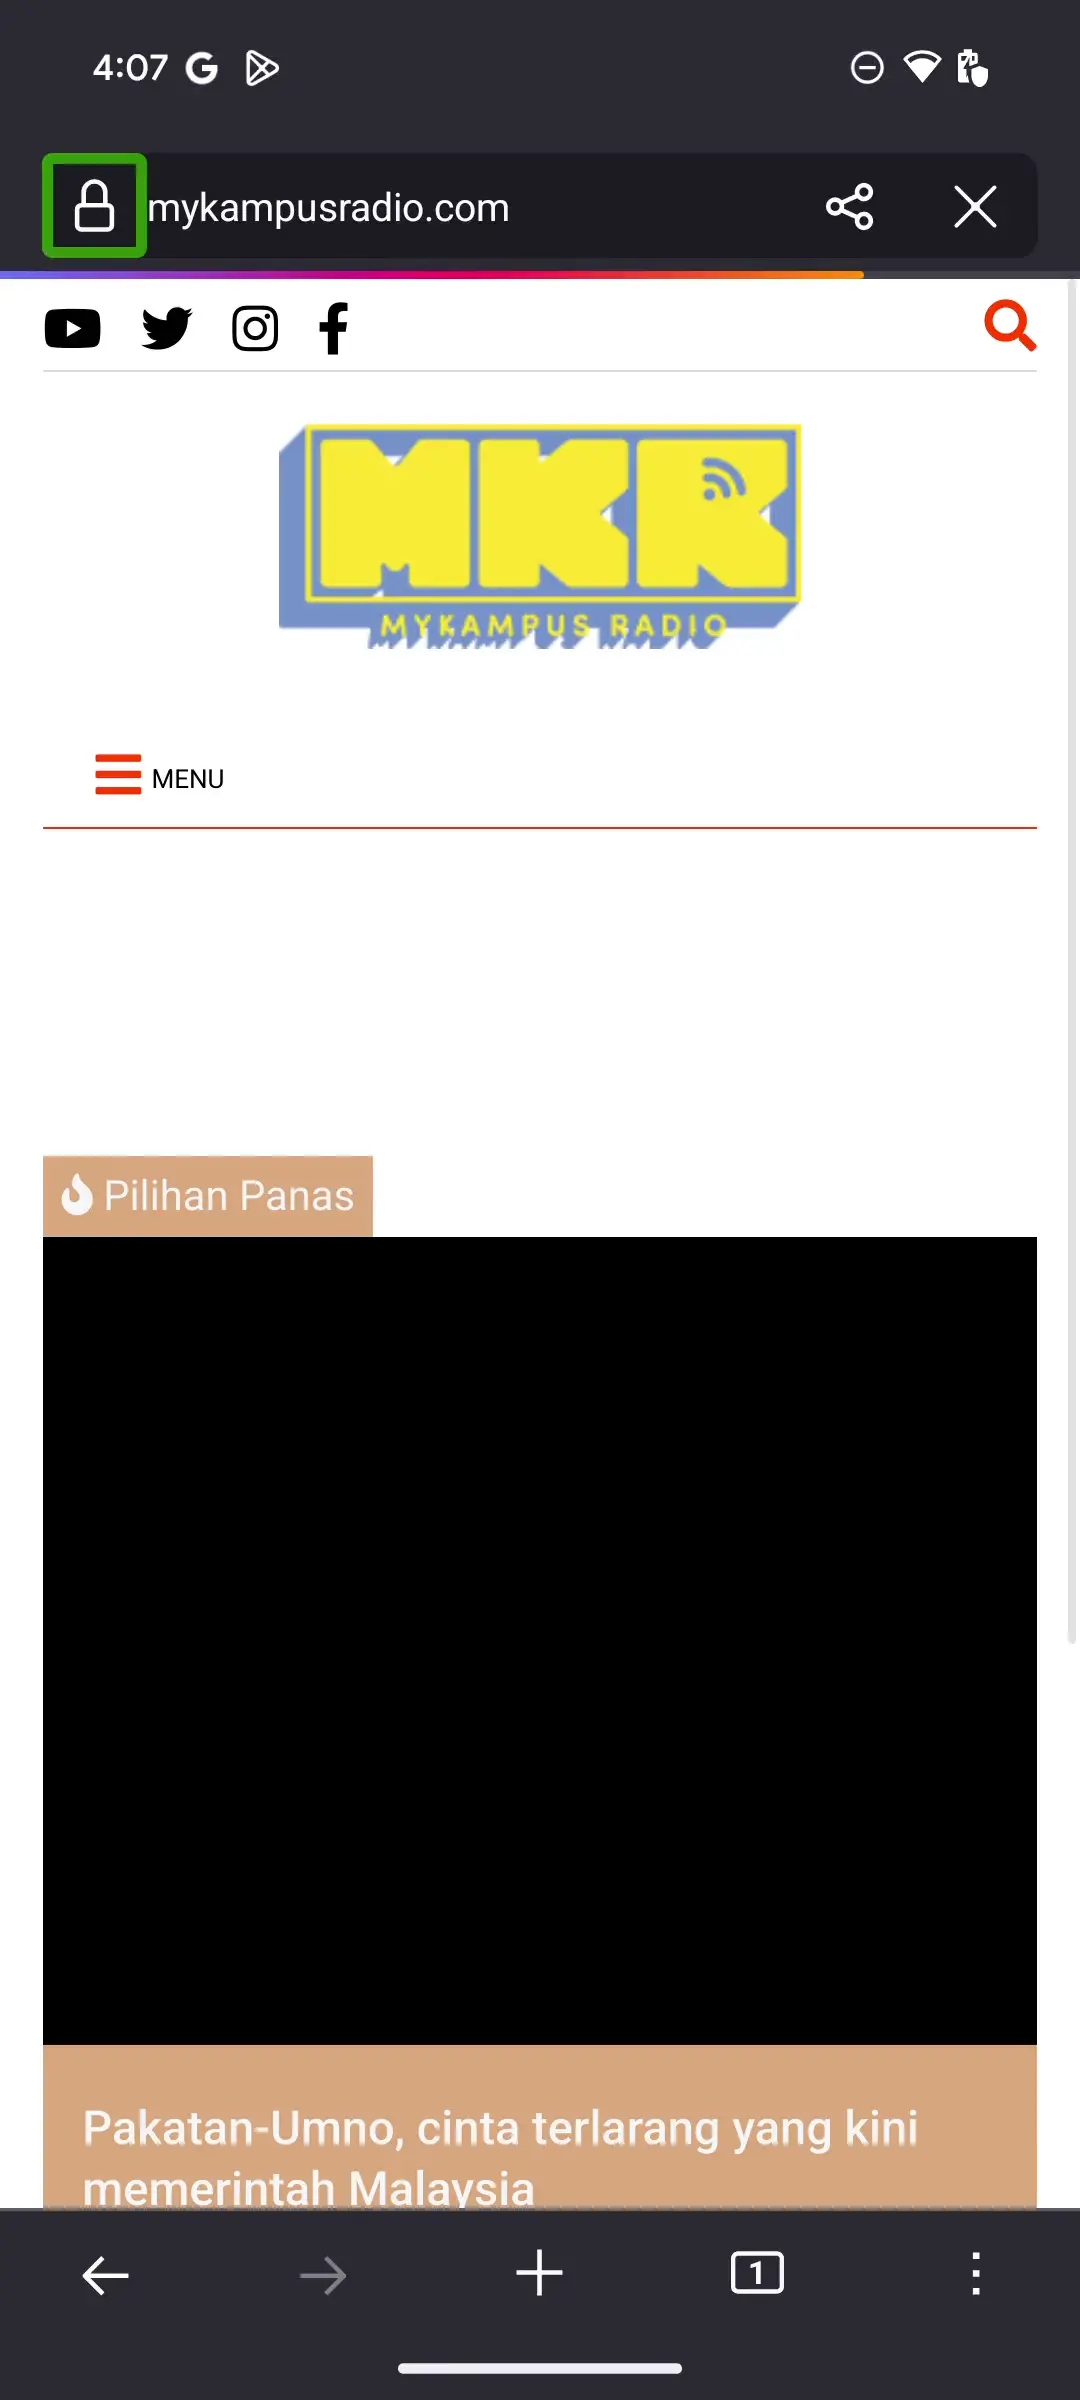 4:07
mykampusradio.com
MKR
MYKAMPUS RADIO
MENU
Pilihan Panas
Pakatan-Umno, cinta terlarang yang kini
memerintah Malaysia
1